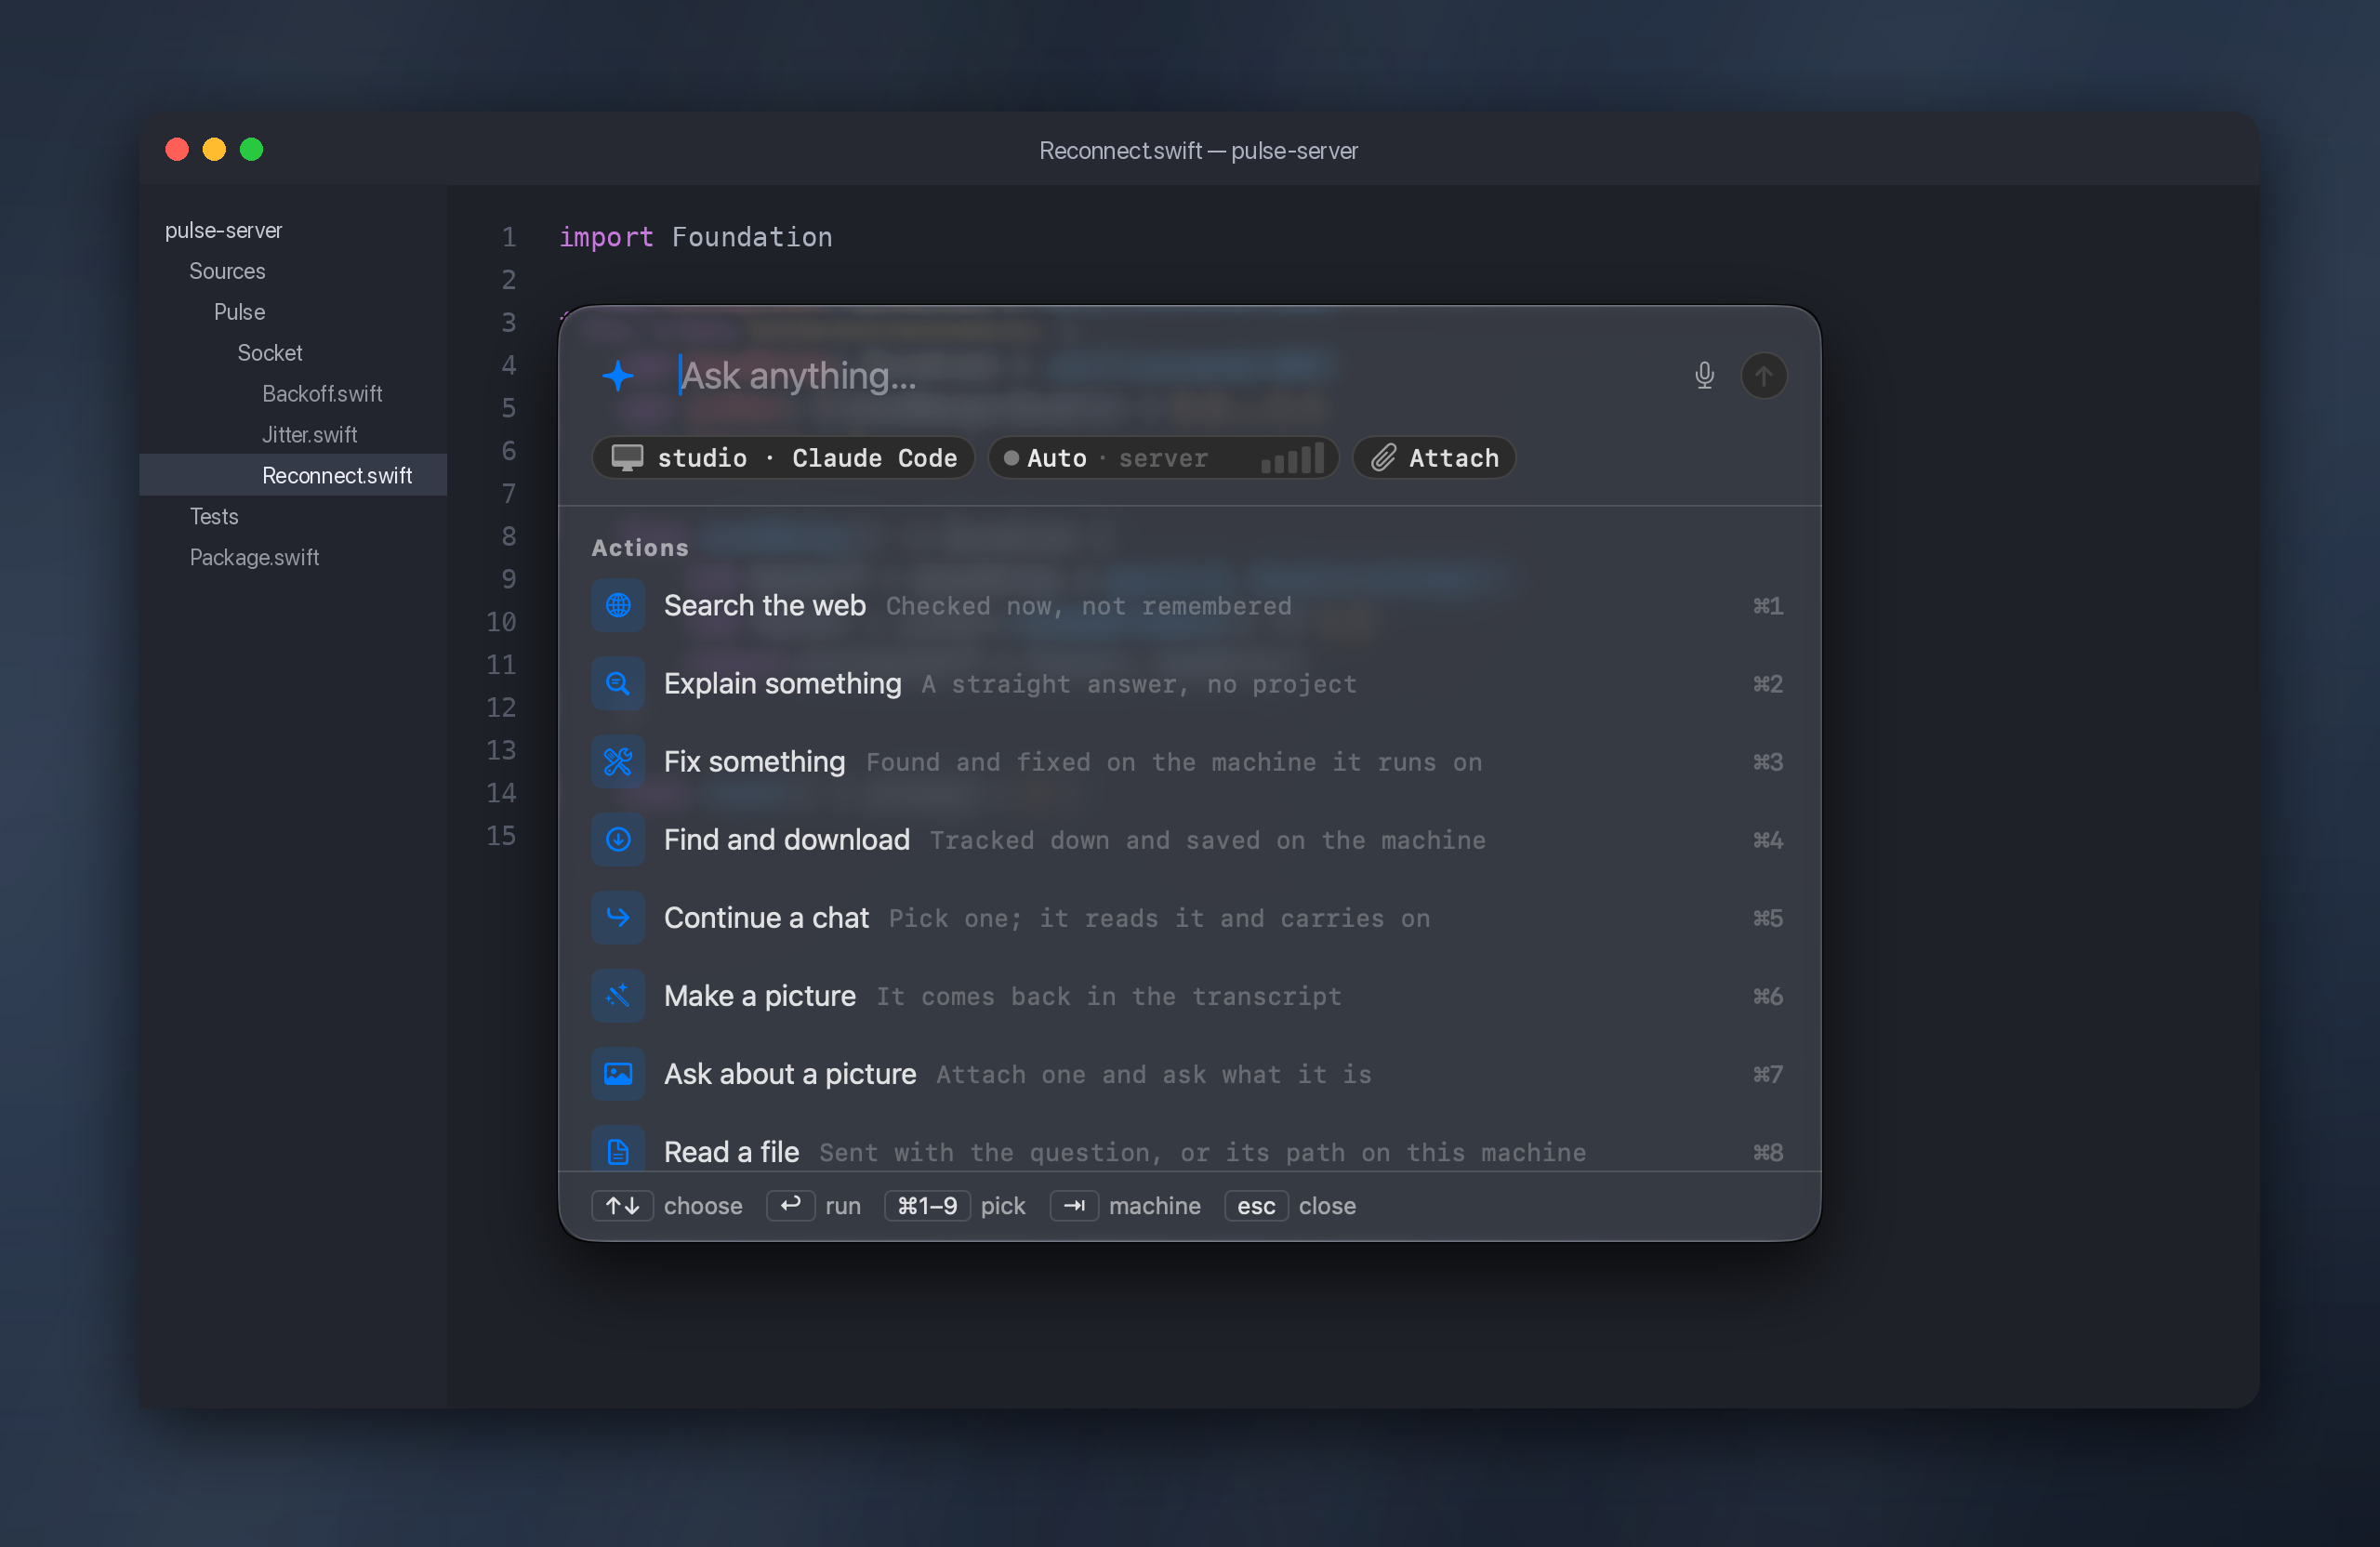 Reconnect.swift — pulse-server
pulse-server
Sources
Pulse
Socket
Backoff.swift
Jitter.swift
Reconnect.swift
Tests
Package.swift
1 import Foundation
2
3
4
5
6
7
8
9
10
11
12
13
14
15
Ask anything...
studio · Claude Code
Auto · server
Attach
Actions
Search the web Checked now, not remembered ⌘1
Explain something A straight answer, no project ⌘2
Fix something Found and fixed on the machine it runs on ⌘3
Find and download Tracked down and saved on the machine ⌘4
Continue a chat Pick one; it reads it and carries on ⌘5
Make a picture It comes back in the transcript ⌘6
Ask about a picture Attach one and ask what it is ⌘7
Read a file Sent with the question, or its path on this machine ⌘8
↑↓ choose ↩ run ⌘1–9 pick ⇥ machine esc close